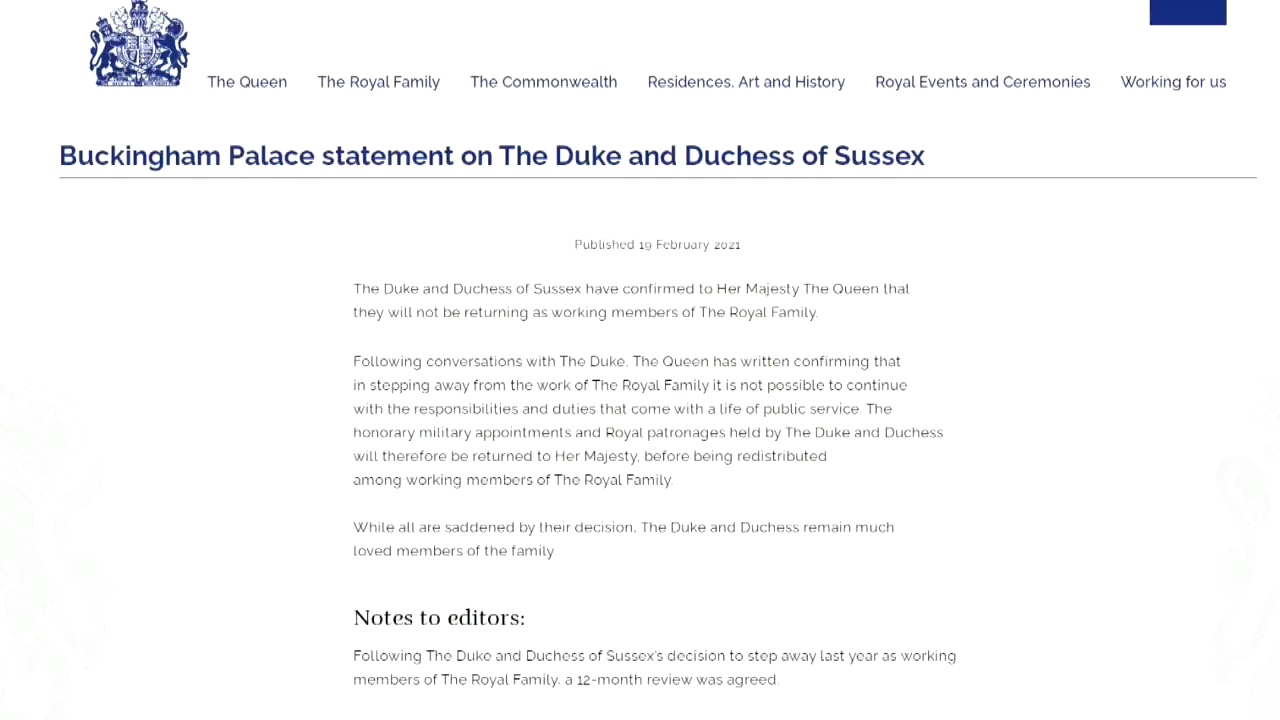 The Queen The Royal Family The Commonwealth Residences. Art and History Royal Events and Ceremonies Working for us
Buckingham Palace statement on The Duke and Duchess of Sussex
Published 19 February 2021
The Duke and Duchess of Sussex have confirmed to Her Majesty The Queen that
they will not be returning as working members of The Royal Family.
Following conversations with The Duke, The Queen has written confirming that
in stepping away from the work of The Royal Family it is not possible to continue
with the responsibilities and duties that come with a life of public service. The
honorary military appointments and Royal patronages held by The Duke and Duchess
will therefore be returned to Her Majesty, before being redistributed
among working members of The Royal Family.
While all are saddened by their decision, The Duke and Duchess remain much
loved members of the family
Notes to editors:
Following The Duke and Duchess of Sussex's decision to step away last year as working
members of The Royal Family, a 12-month review was agreed.